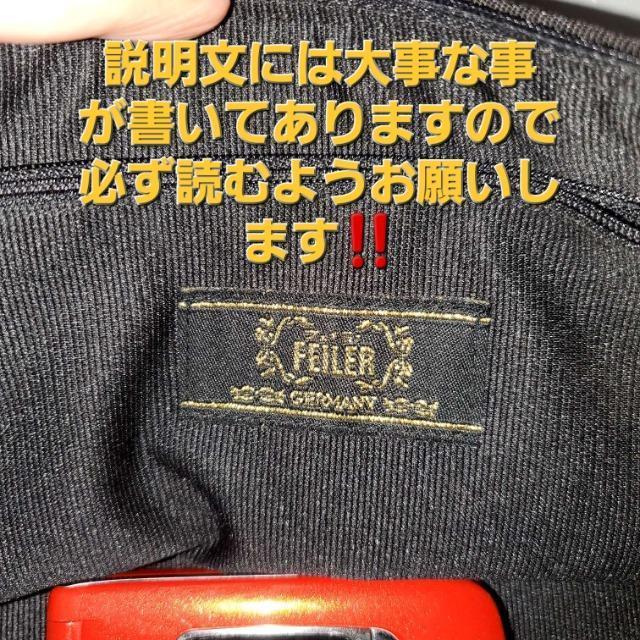 説明文には大事な事
が書いてありますので
必ず読むようお願いし
ます‼️
FEILER
GERMANY